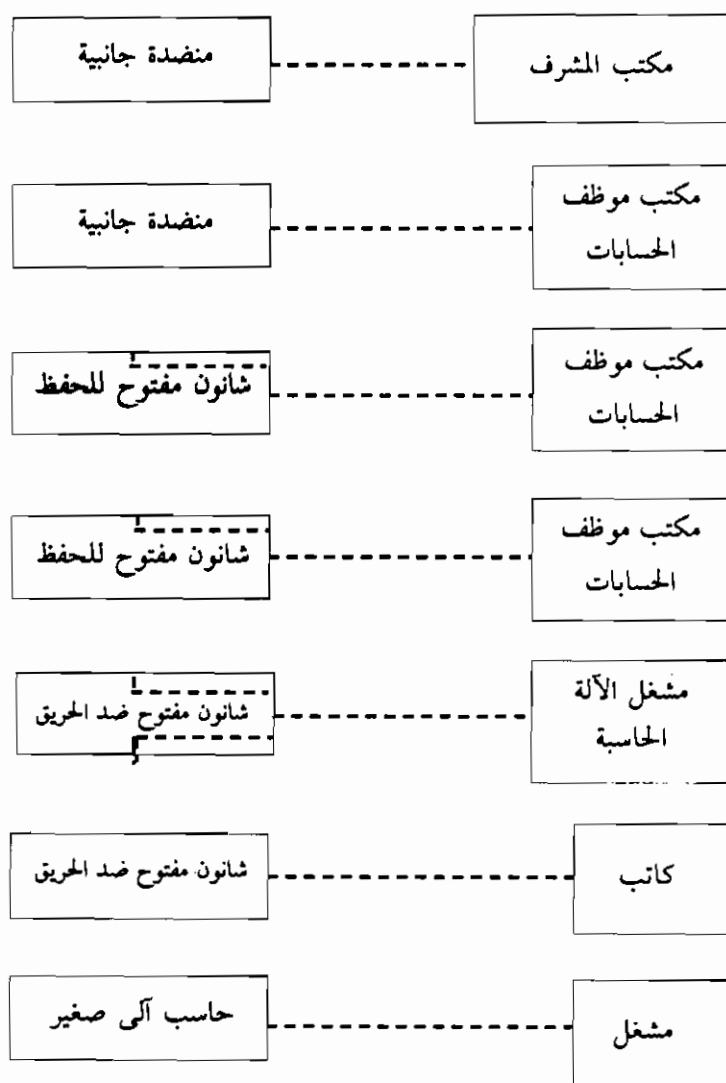 مكتب المشرف
منضدة جانبية
مكتب موظف
الحسابات
منضدة جانبية
مكتب موظف
الحسابات
شانون مفتوح للحفظ
مكتب موظف
الحسابات
شانون مفتوح للحفظ
مشغل الآلة
الحاسبة
شانون مفتوح ضد الحريق
كاتب
شانون مفتوح ضد الحريق
مشغل
حاسب آلى صغير